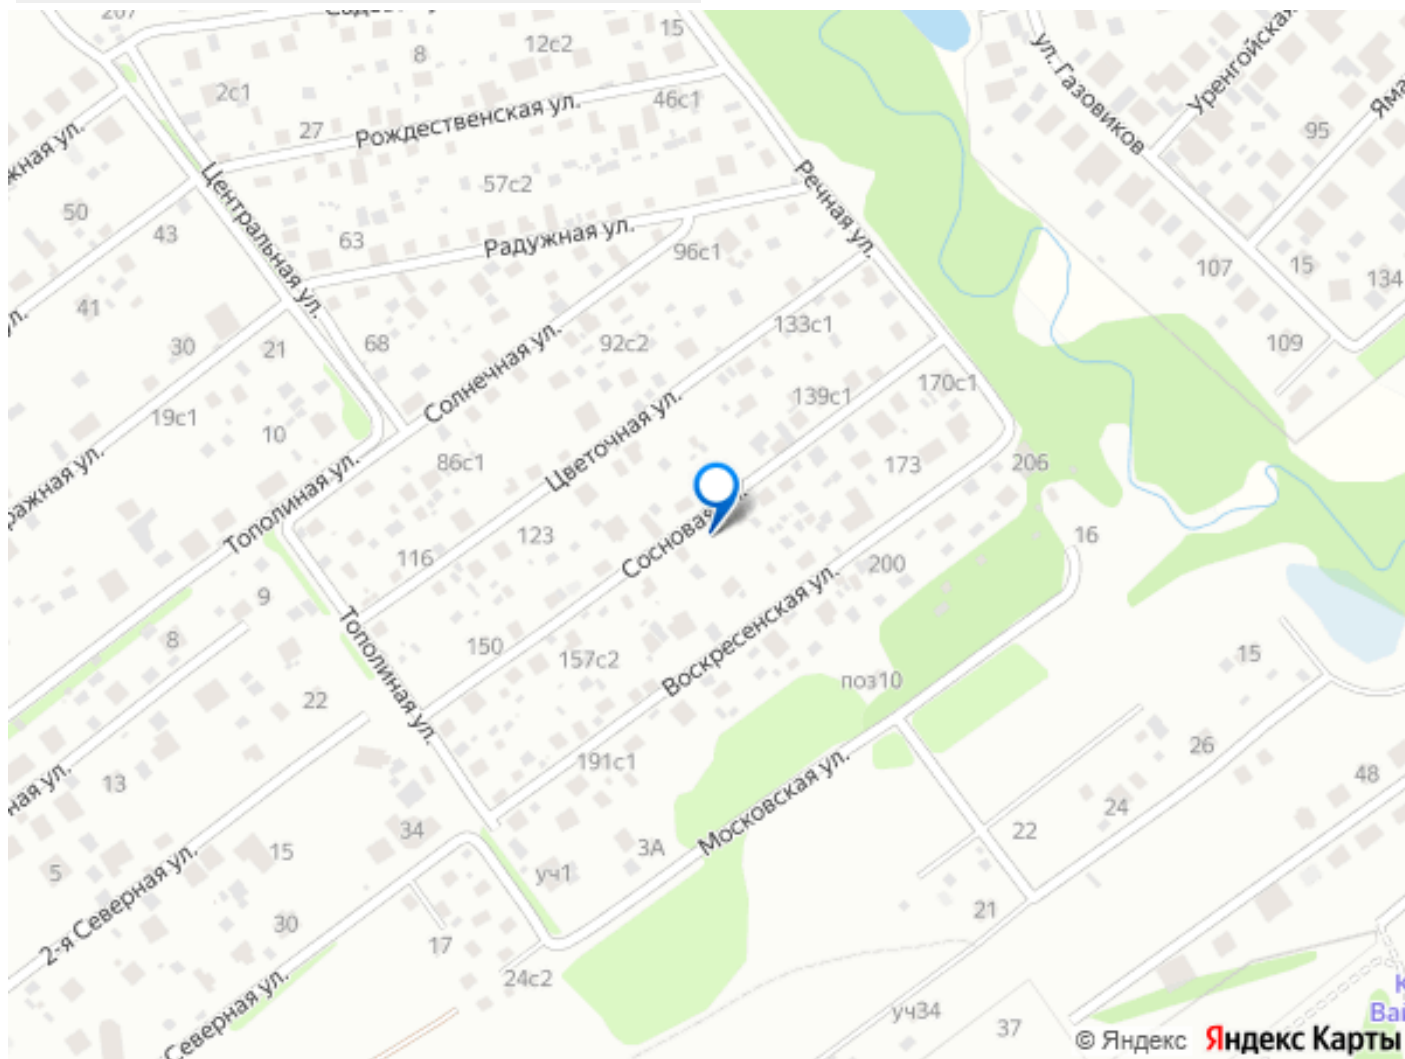 207
12с2
15
8
2с1
46с1
27
Рождественская ул.
ул. Газовиков
Уренгойская
95
57с2
50
43
63
Центральная ул.
Радужная ул.
Речная ул.
96с1
107
15
134
41
30
21
68
92с2
133с1
109
Солнечная ул.
139с1
170с1
19с1
10
86с1
Цветочная ул.
173
206
Тополиная ул.
116
123
Сосновая
200
16
9
8
Тополиная ул.
150
157с2
Воскресенская ул.
поз10
15
22
26
13
191с1
Московская ул.
48
24
5
15
34
3А
22
уч1
2-я Северная ул.
30
17
21
24с2
Северная ул.
уч34
37
© Яндекс Яндекс Карты